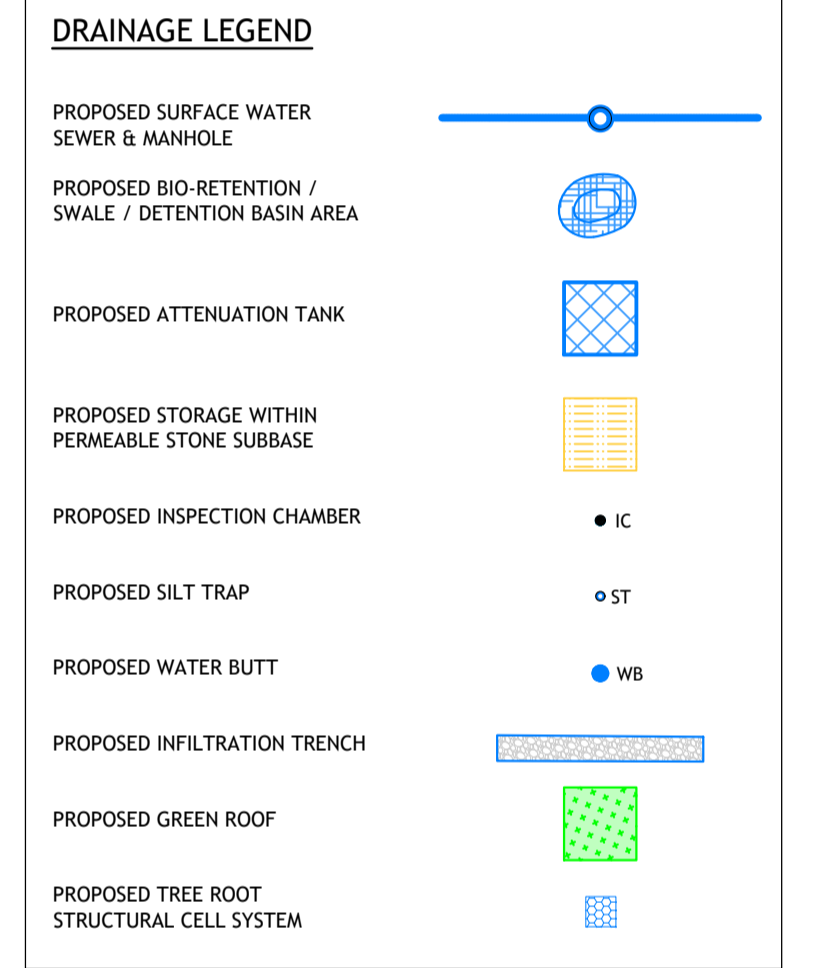 DRAINAGE LEGEND
PROPOSED SURFACE WATER
SEWER & MANHOLE
PROPOSED BIO-RETENTION /
SWALE / DETENTION BASIN AREA
PROPOSED ATTENUATION TANK
PROPOSED STORAGE WITHIN
PERMEABLE STONE SUBBASE
PROPOSED INSPECTION CHAMBER
IC
PROPOSED SILT TRAP
ST
PROPOSED WATER BUTT
WB
PROPOSED INFILTRATION TRENCH
PROPOSED GREEN ROOF
PROPOSED TREE ROOT
STRUCTURAL CELL SYSTEM